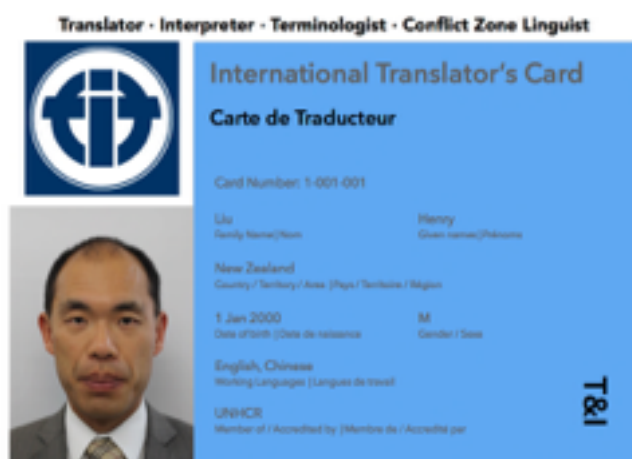 Translator · Interpreter · Terminologist · Conflict Zone Linguist
International Translator's Card
Carte de Traducteur
Card Number: 1-001-001
Liu Henry
Family Name|Nom Given names|Prénoms
New Zealand
Country / Territory / Area |Pays / Territoire / Région
1 Jan 2000 M
Date of birth |Date de naissance Gender / Sexe
English, Chinese
Working Languages | Langues de travail
UNHCR
Member of / Accredited by |Membre de / Accredité par
T&I